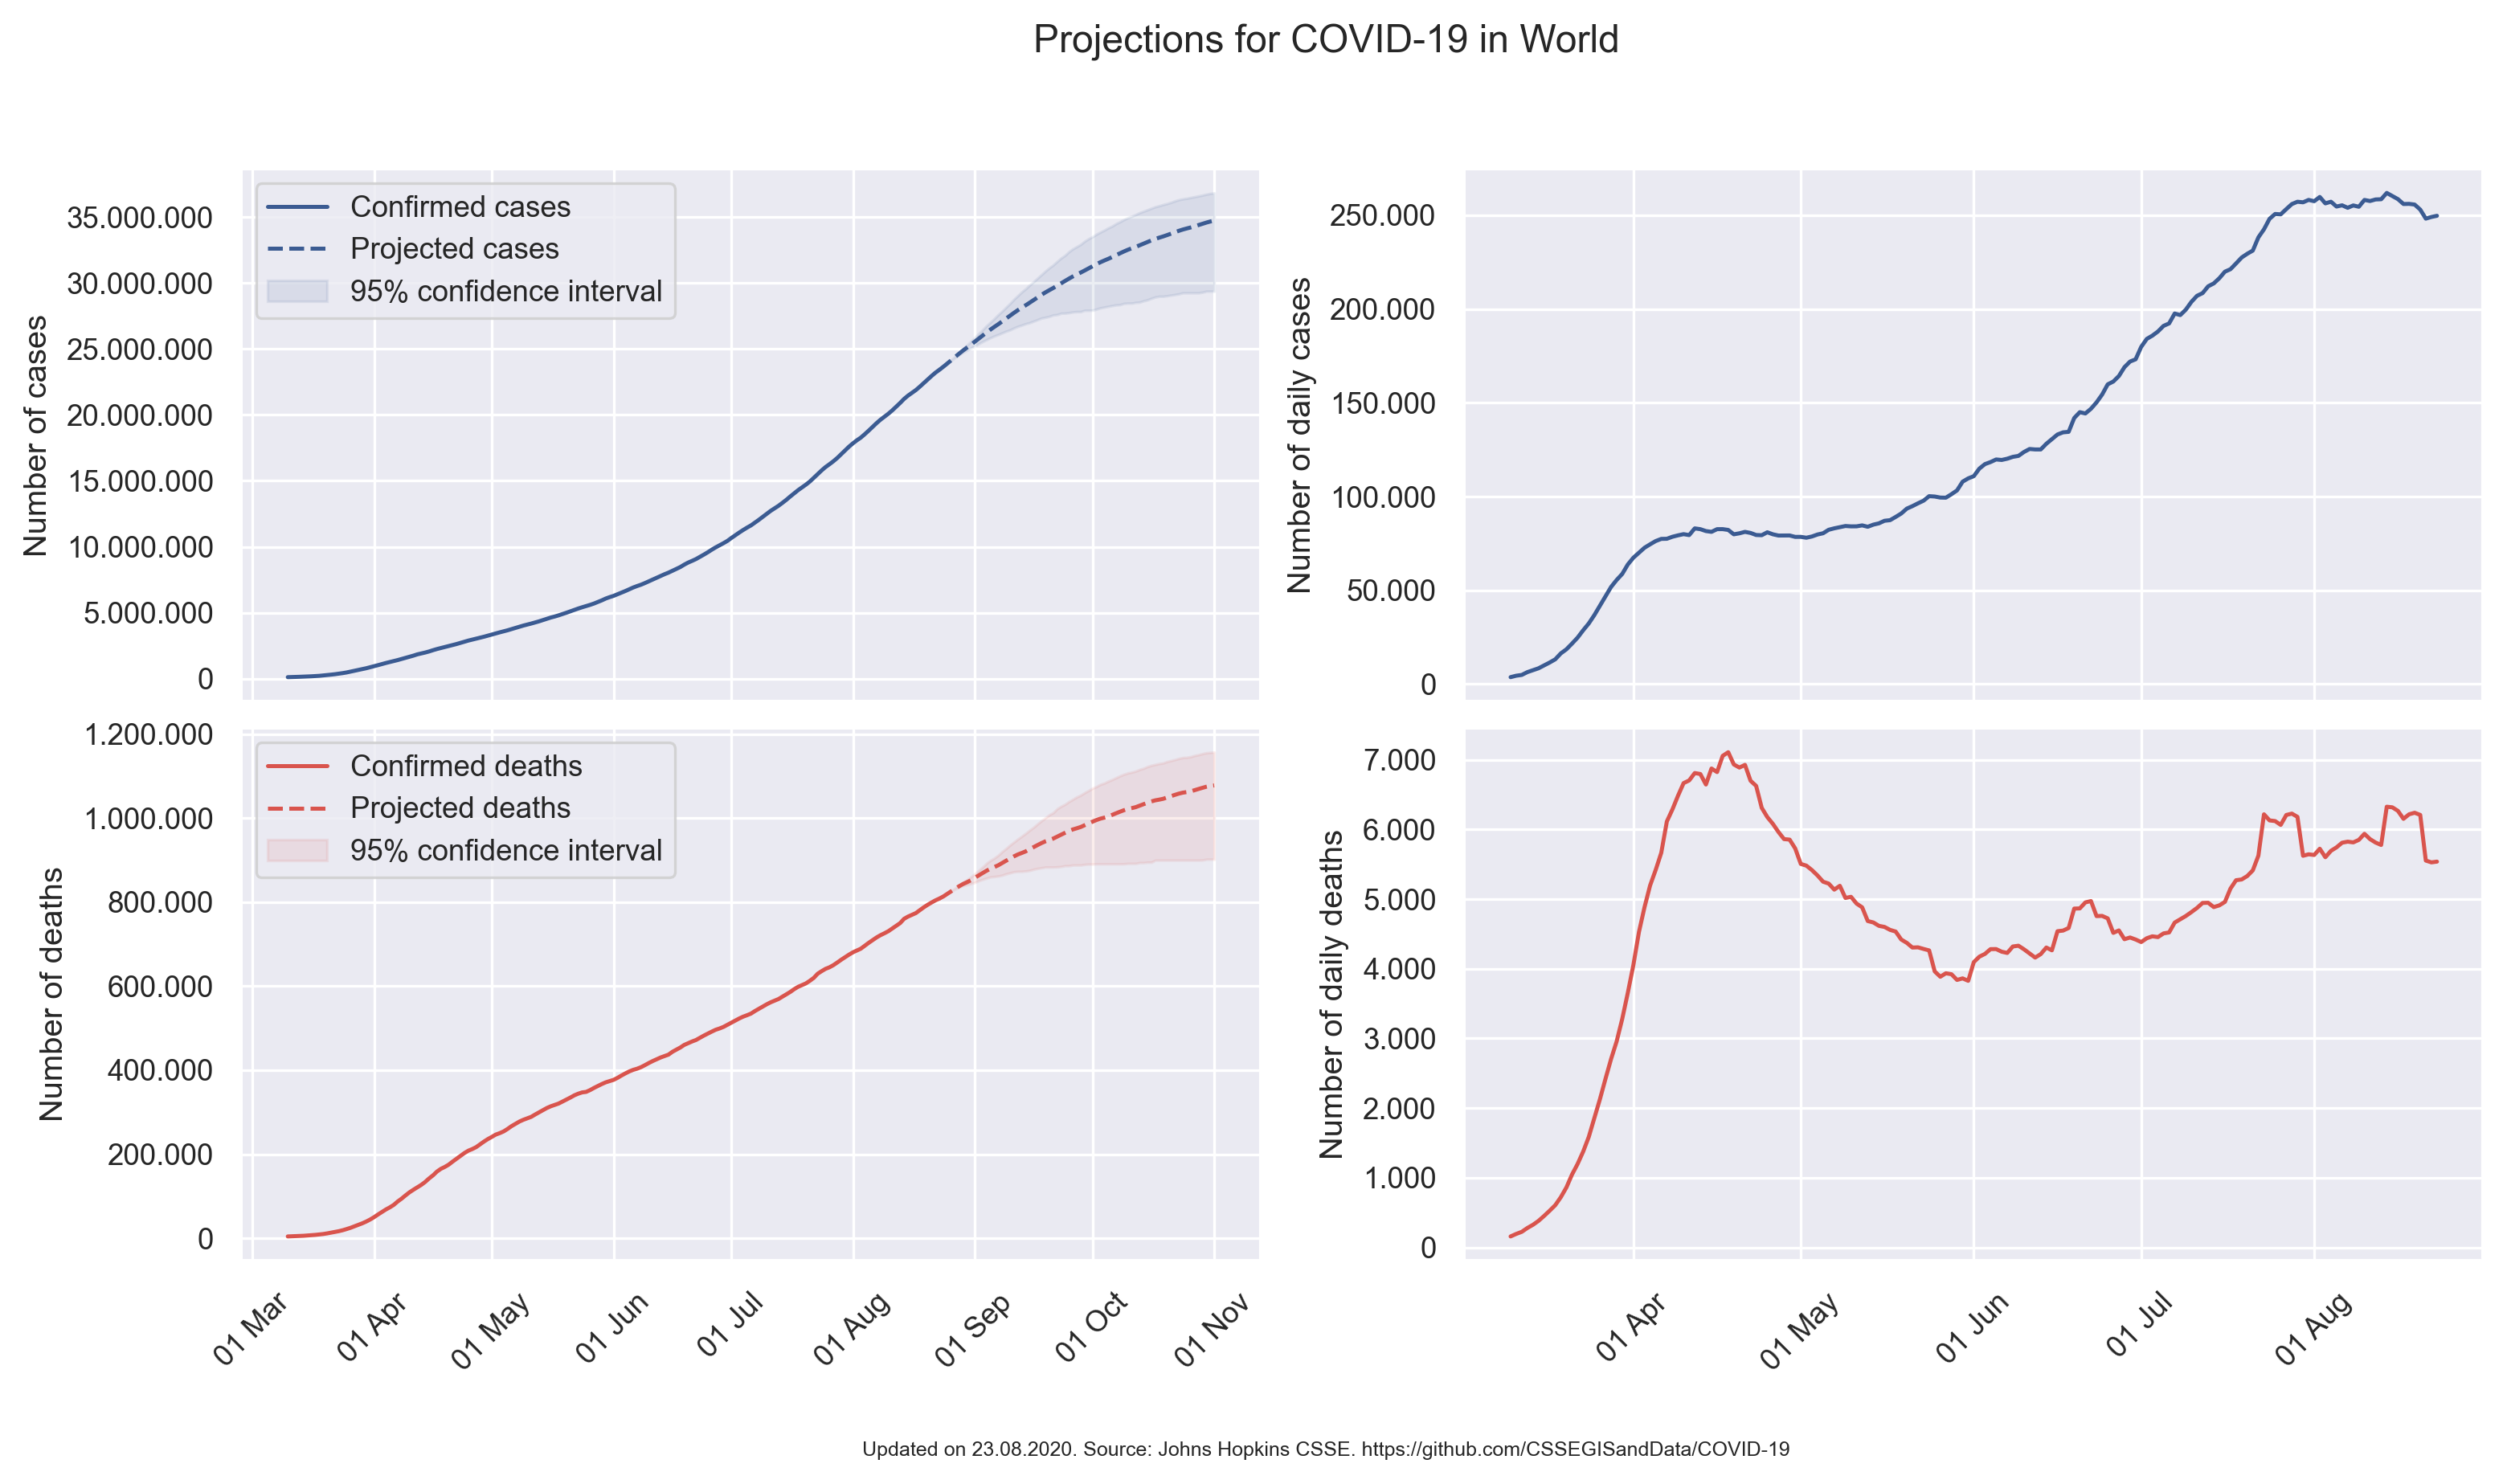 Projections for COVID-19 in World
Number of cases
35.000.000
30.000.000
25.000.000
20.000.000
15.000.000
10.000.000
5.000.000
0
Confirmed cases
Projected cases
95% confidence interval
Number of daily cases
250.000
200.000
150.000
100.000
50.000
0
Number of deaths
1.200.000
1.000.000
800.000
600.000
400.000
200.000
0
Confirmed deaths
Projected deaths
95% confidence interval
01 Mar
01 Apr
01 May
01 Jun
01 Jul
01 Aug
01 Sep
01 Oct
01 Nov
Number of daily deaths
7.000
6.000
5.000
4.000
3.000
2.000
1.000
0
01 Apr
01 May
01 Jun
01 Jul
01 Aug
Updated on 23.08.2020. Source: Johns Hopkins CSSE. https://github.com/CSSEGISandData/COVID-19